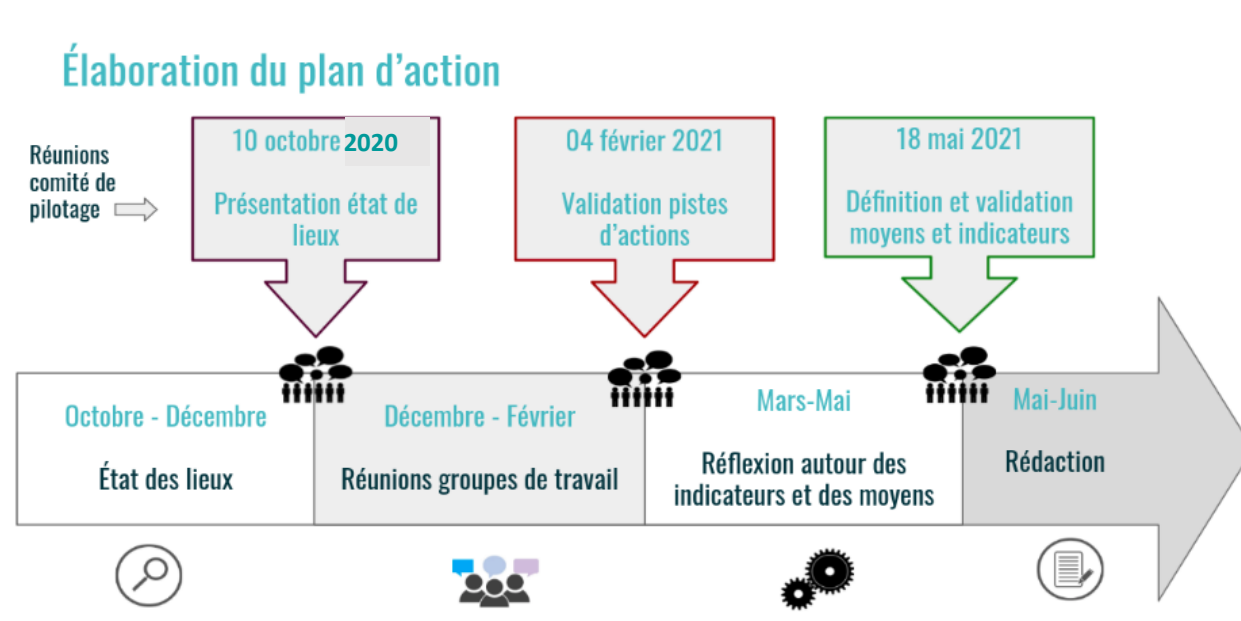 Élaboration du plan d'action
Réunions
comité de
pilotage
10 octobre 2020
Présentation état de
lieux
04 février 2021
Validation pistes
d'actions
18 mai 2021
Définition et validation
moyens et indicateurs
Octobre - Décembre
État des lieux
Décembre - Février
Réunions groupes de travail
Mars-Mai
Réflexion autour des
indicateurs et des moyens
Mai-Juin
Rédaction